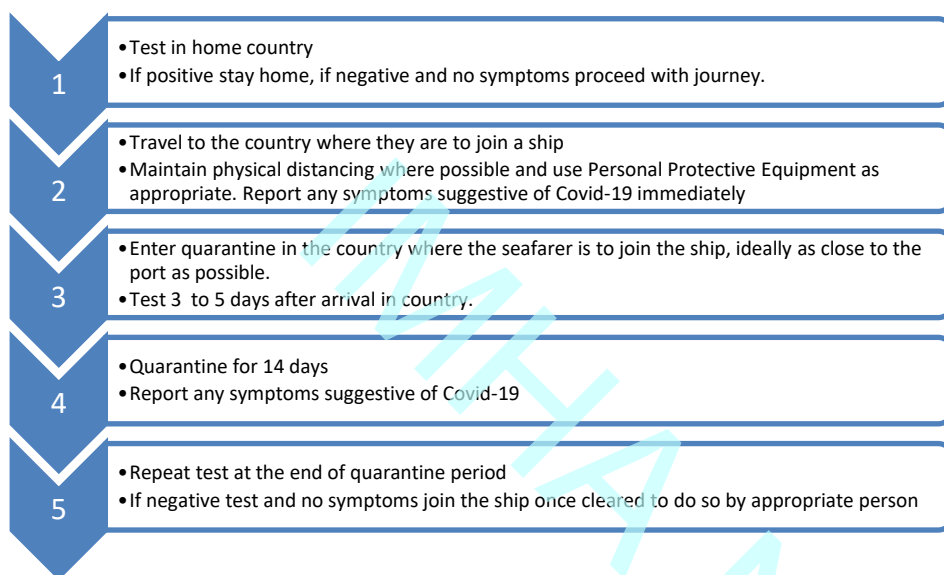 1
•Test in home country
•If positive stay home, if negative and no symptoms proceed with journey.
2
•Travel to the country where they are to join a ship
•Maintain physical distancing where possible and use Personal Protective Equipment as
appropriate. Report any symptoms suggestive of Covid-19 immediately
3
•Enter quarantine in the country where the seafarer is to join the ship, ideally as close to the
port as possible.
•Test 3  to 5 days after arrival in country.
4
•Quarantine for 14 days
•Report any symptoms suggestive of Covid-19
5
•Repeat test at the end of quarantine period
•If negative test and no symptoms join the ship once cleared to do so by appropriate person
IMHA